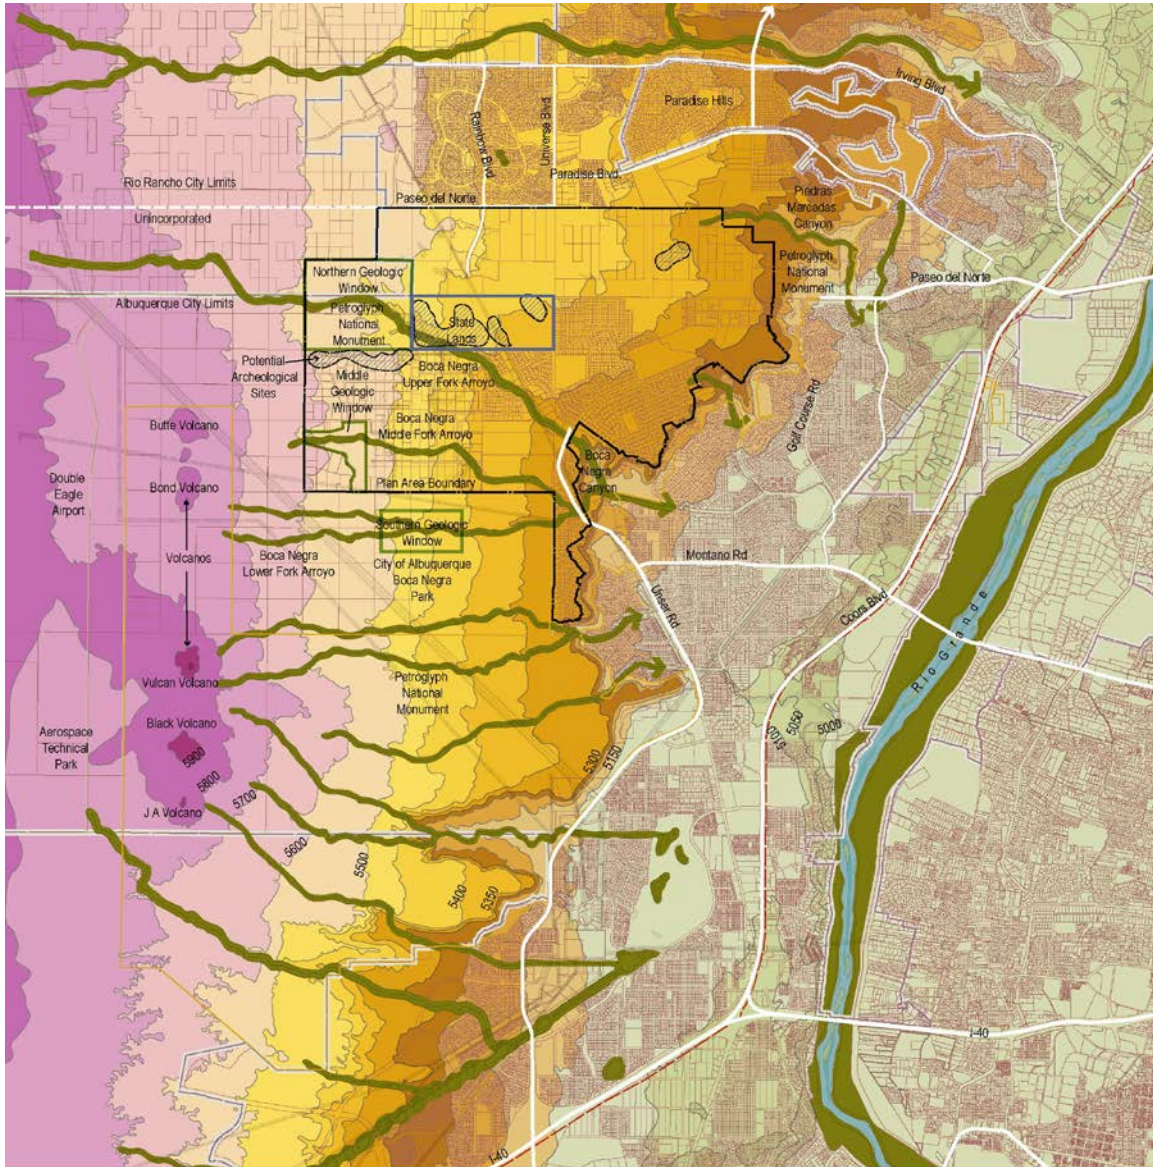 Irving Blvd
Paradise Hills
Rainbow Blvd
Universe Blvd
Paradise Blvd.
Rio Rancho City Limits
Paseo del Norte
Unincorporated
Piedras
Marcadas
Canyon
Petroglyph
National
Monument
Paseo del Norte
Northern Geologic
Window
Albuquerque City Limits
Petroglyph
National
Monument
State
Lands
Potential
Archeological
Sites
Middle
Geologic
Window
Boca Negra
Upper Fork Arroyo
Golf Course Rd
Butte Volcano
Boca Negra
Middle Fork Arroyo
Boca
Negra
Canyon
Double
Eagle
Airport
Bond Volcano
Plan Area Boundary
Southern Geologic
Window
Volcanos
Boca Negra
Lower Fork Arroyo
City of Albuquerque
Boca Negra
Park
Montano Rd
Unser Rd
Coors Blvd
Rio Grande
Vulcan Volcano
Petroglyph
National
Monument
Black Volcano
Aerospace
Technical
Park
5900
5800
5700
5600
5500
5400
5350
5300
5150
5100
5050
5000
J A Volcano
I-40
I-40